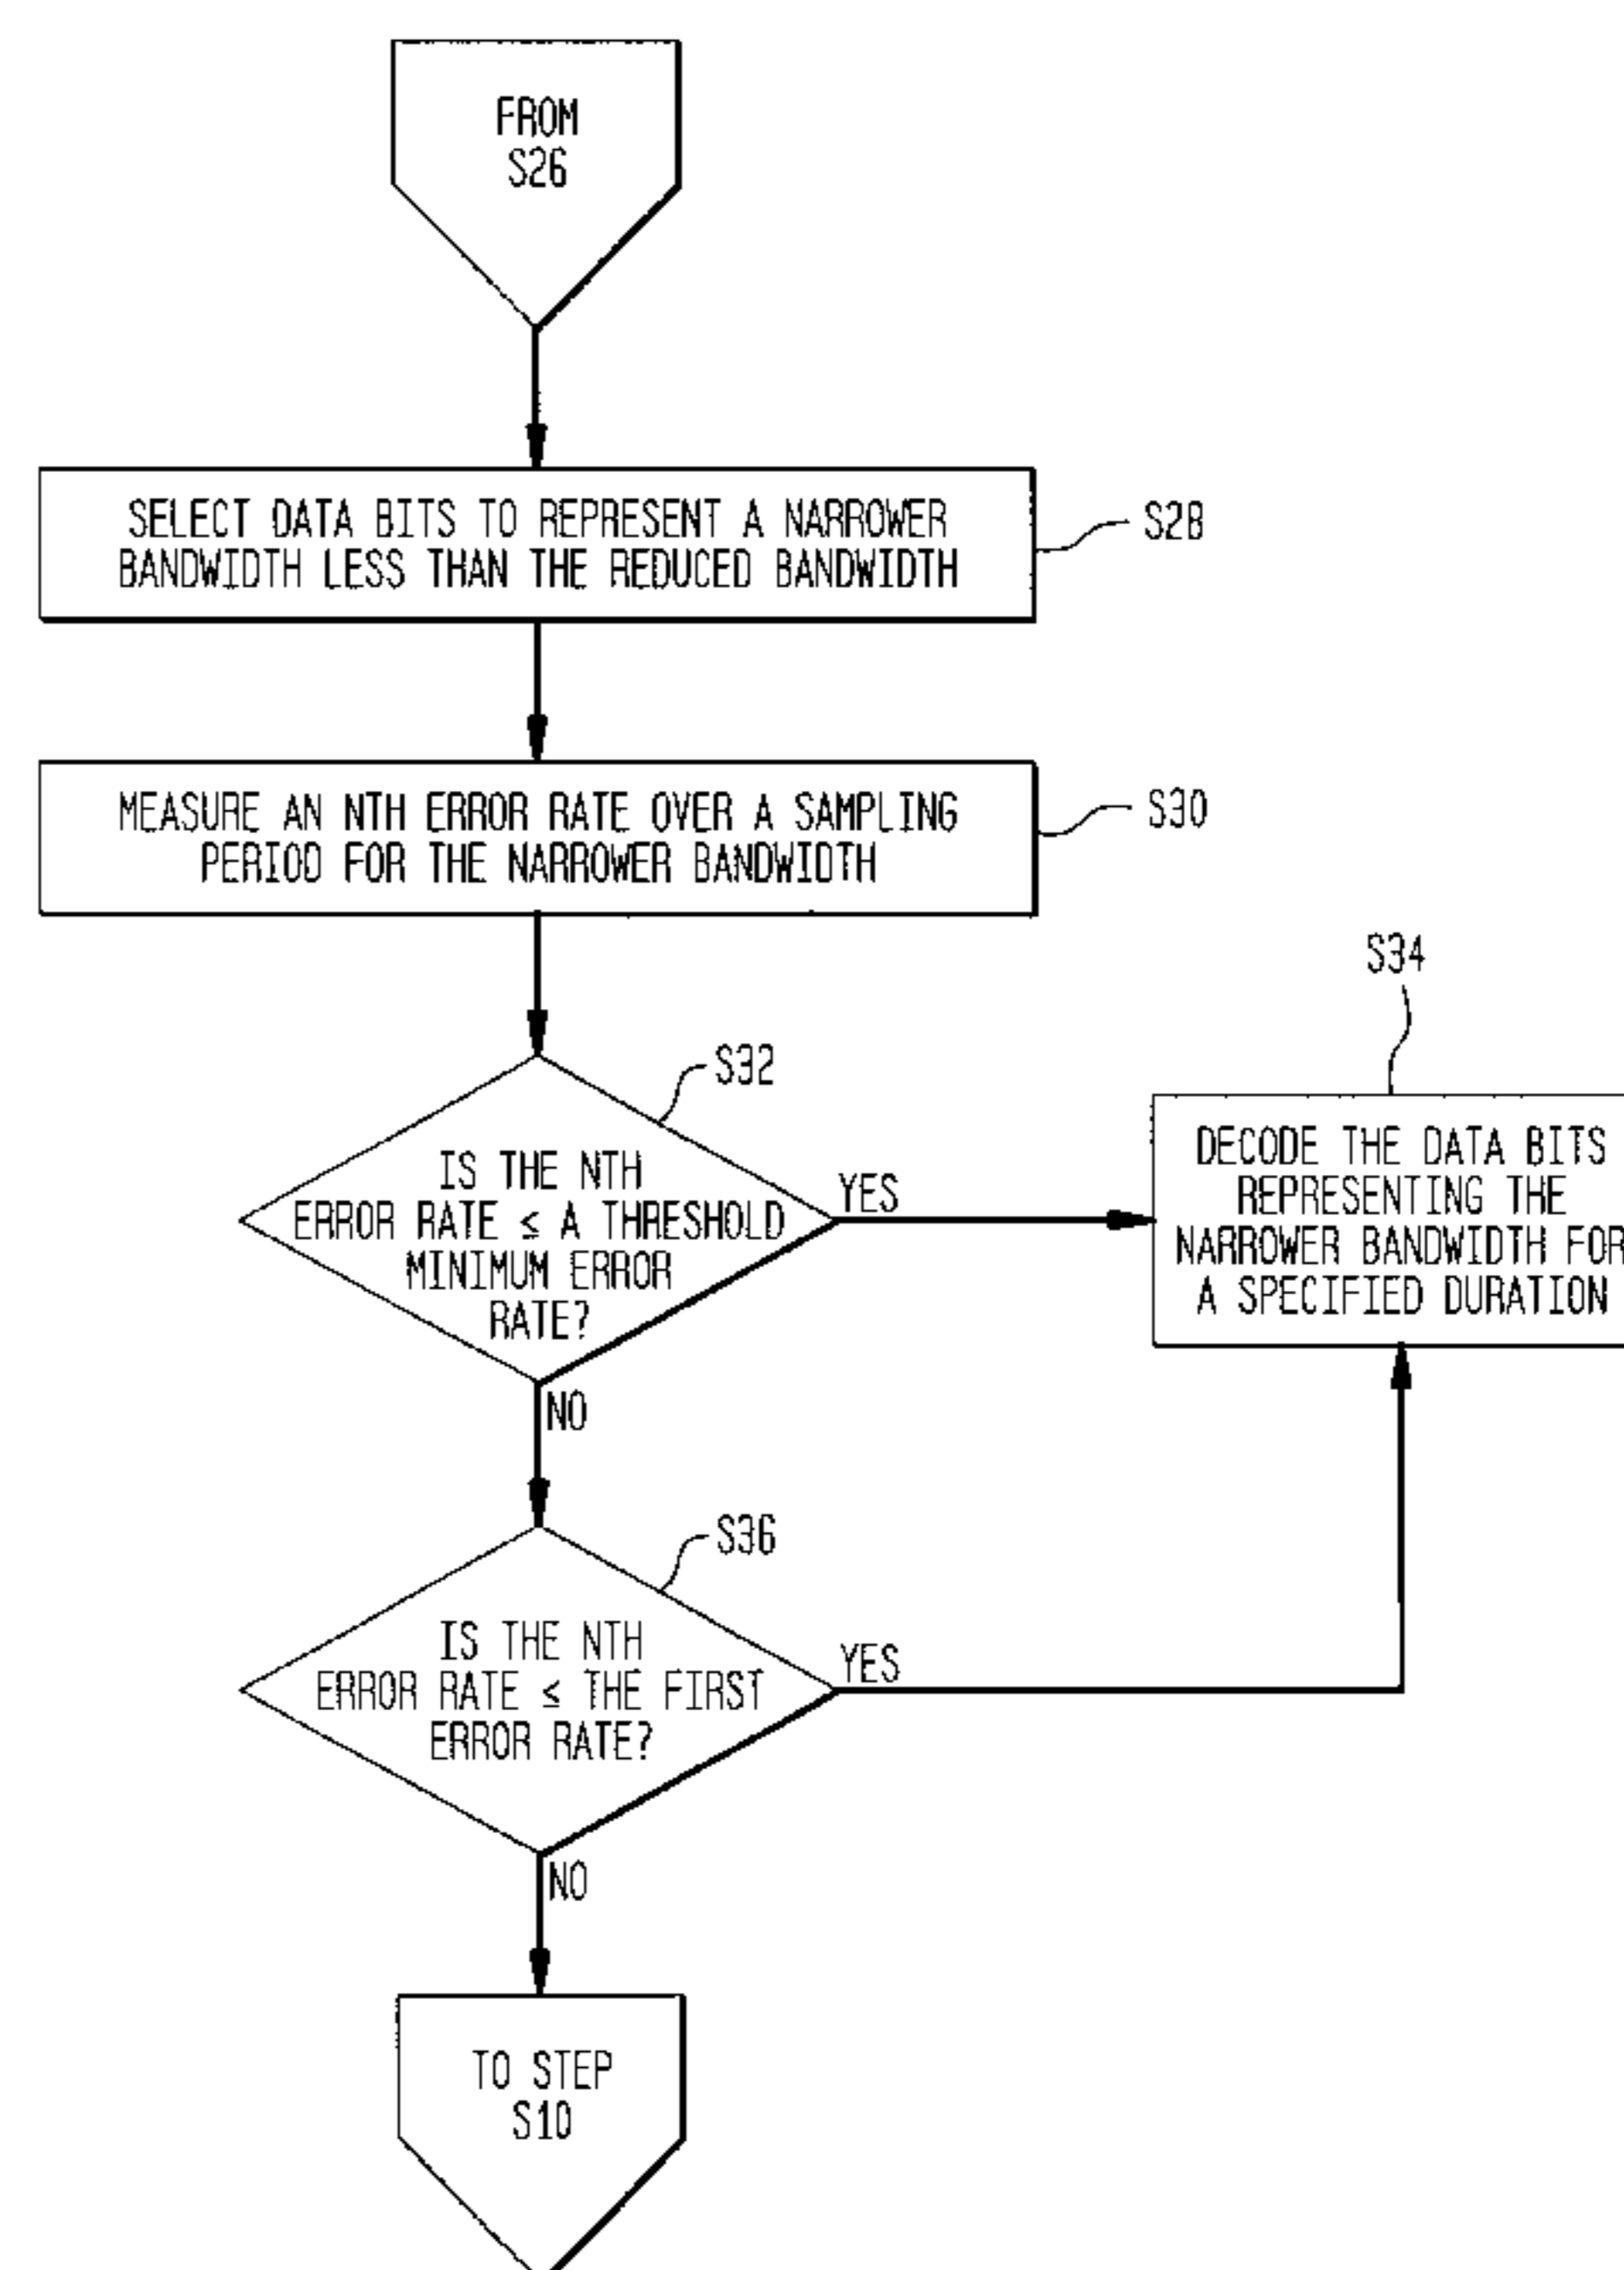 FROM
S26
SELECT DATA BITS TO REPRESENT A NARROWER
BANDWIDTH LESS THAN THE REDUCED BANDWIDTH
S28
MEASURE AN NTH ERROR RATE OVER A SAMPLING
PERIOD FOR THE NARROWER BANDWIDTH
S30
S34
S32
IS THE NTH
ERROR RATE ≤ A THRESHOLD
MINIMUM ERROR
RATE?
YES
DECODE THE DATA BITS
REPRESENTING THE
NARROWER BANDWIDTH FOR
A SPECIFIED DURATION
NO
S36
IS THE NTH
ERROR RATE ≤ THE FIRST
ERROR RATE?
YES
NO
TO STEP
S10